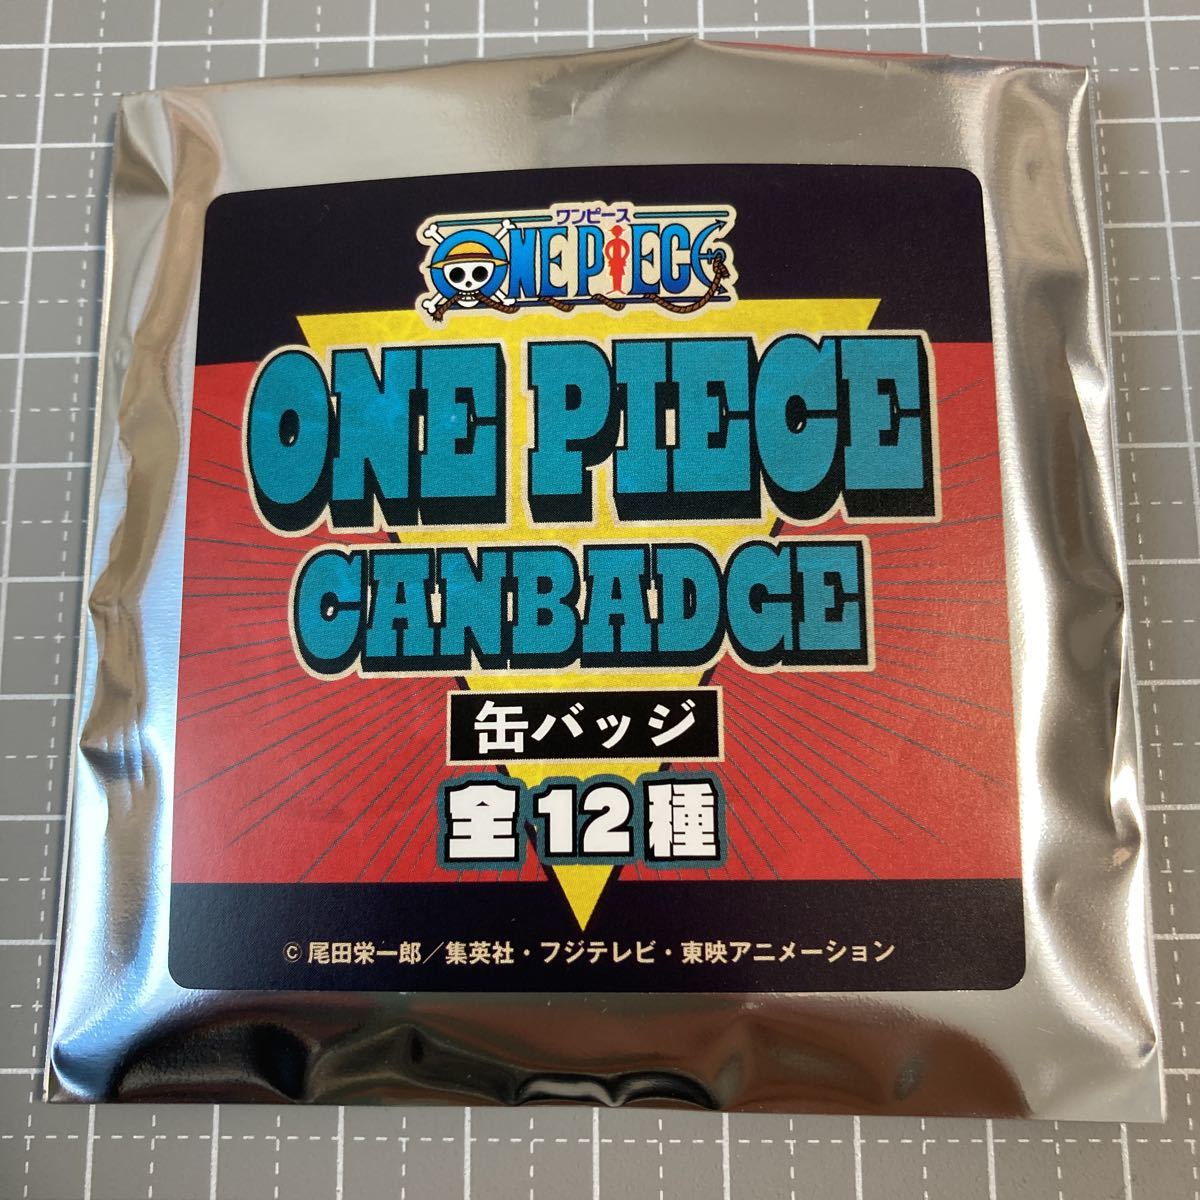 ワンピース
ONE PIECE
ONE PIECE
CANBADGE
缶バッジ
全12種
©尾田栄一郎／集英社・フジテレビ・東映アニメーション